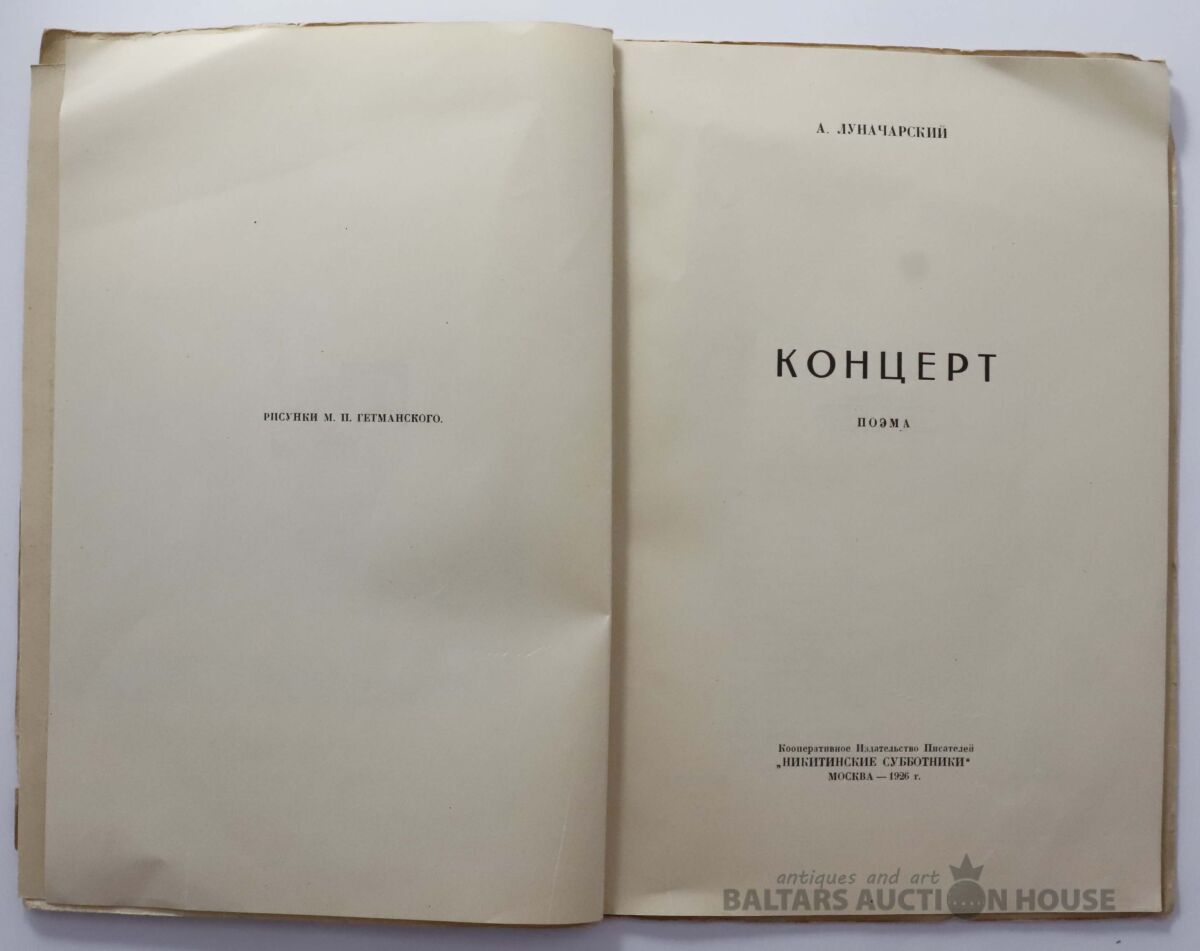 РИСУНКИ М. П. ГЕТМАНСКОГО.
А. ЛУНАЧАРСКИЙ
КОНЦЕРТ
ПОЭМА
Кооперативное Издательство Писателей
„НИКИТИНСКИЕ СУББОТНИКИ“
МОСКВА — 1926 г.
antiques and art
BALTARS AUCTION HOUSE